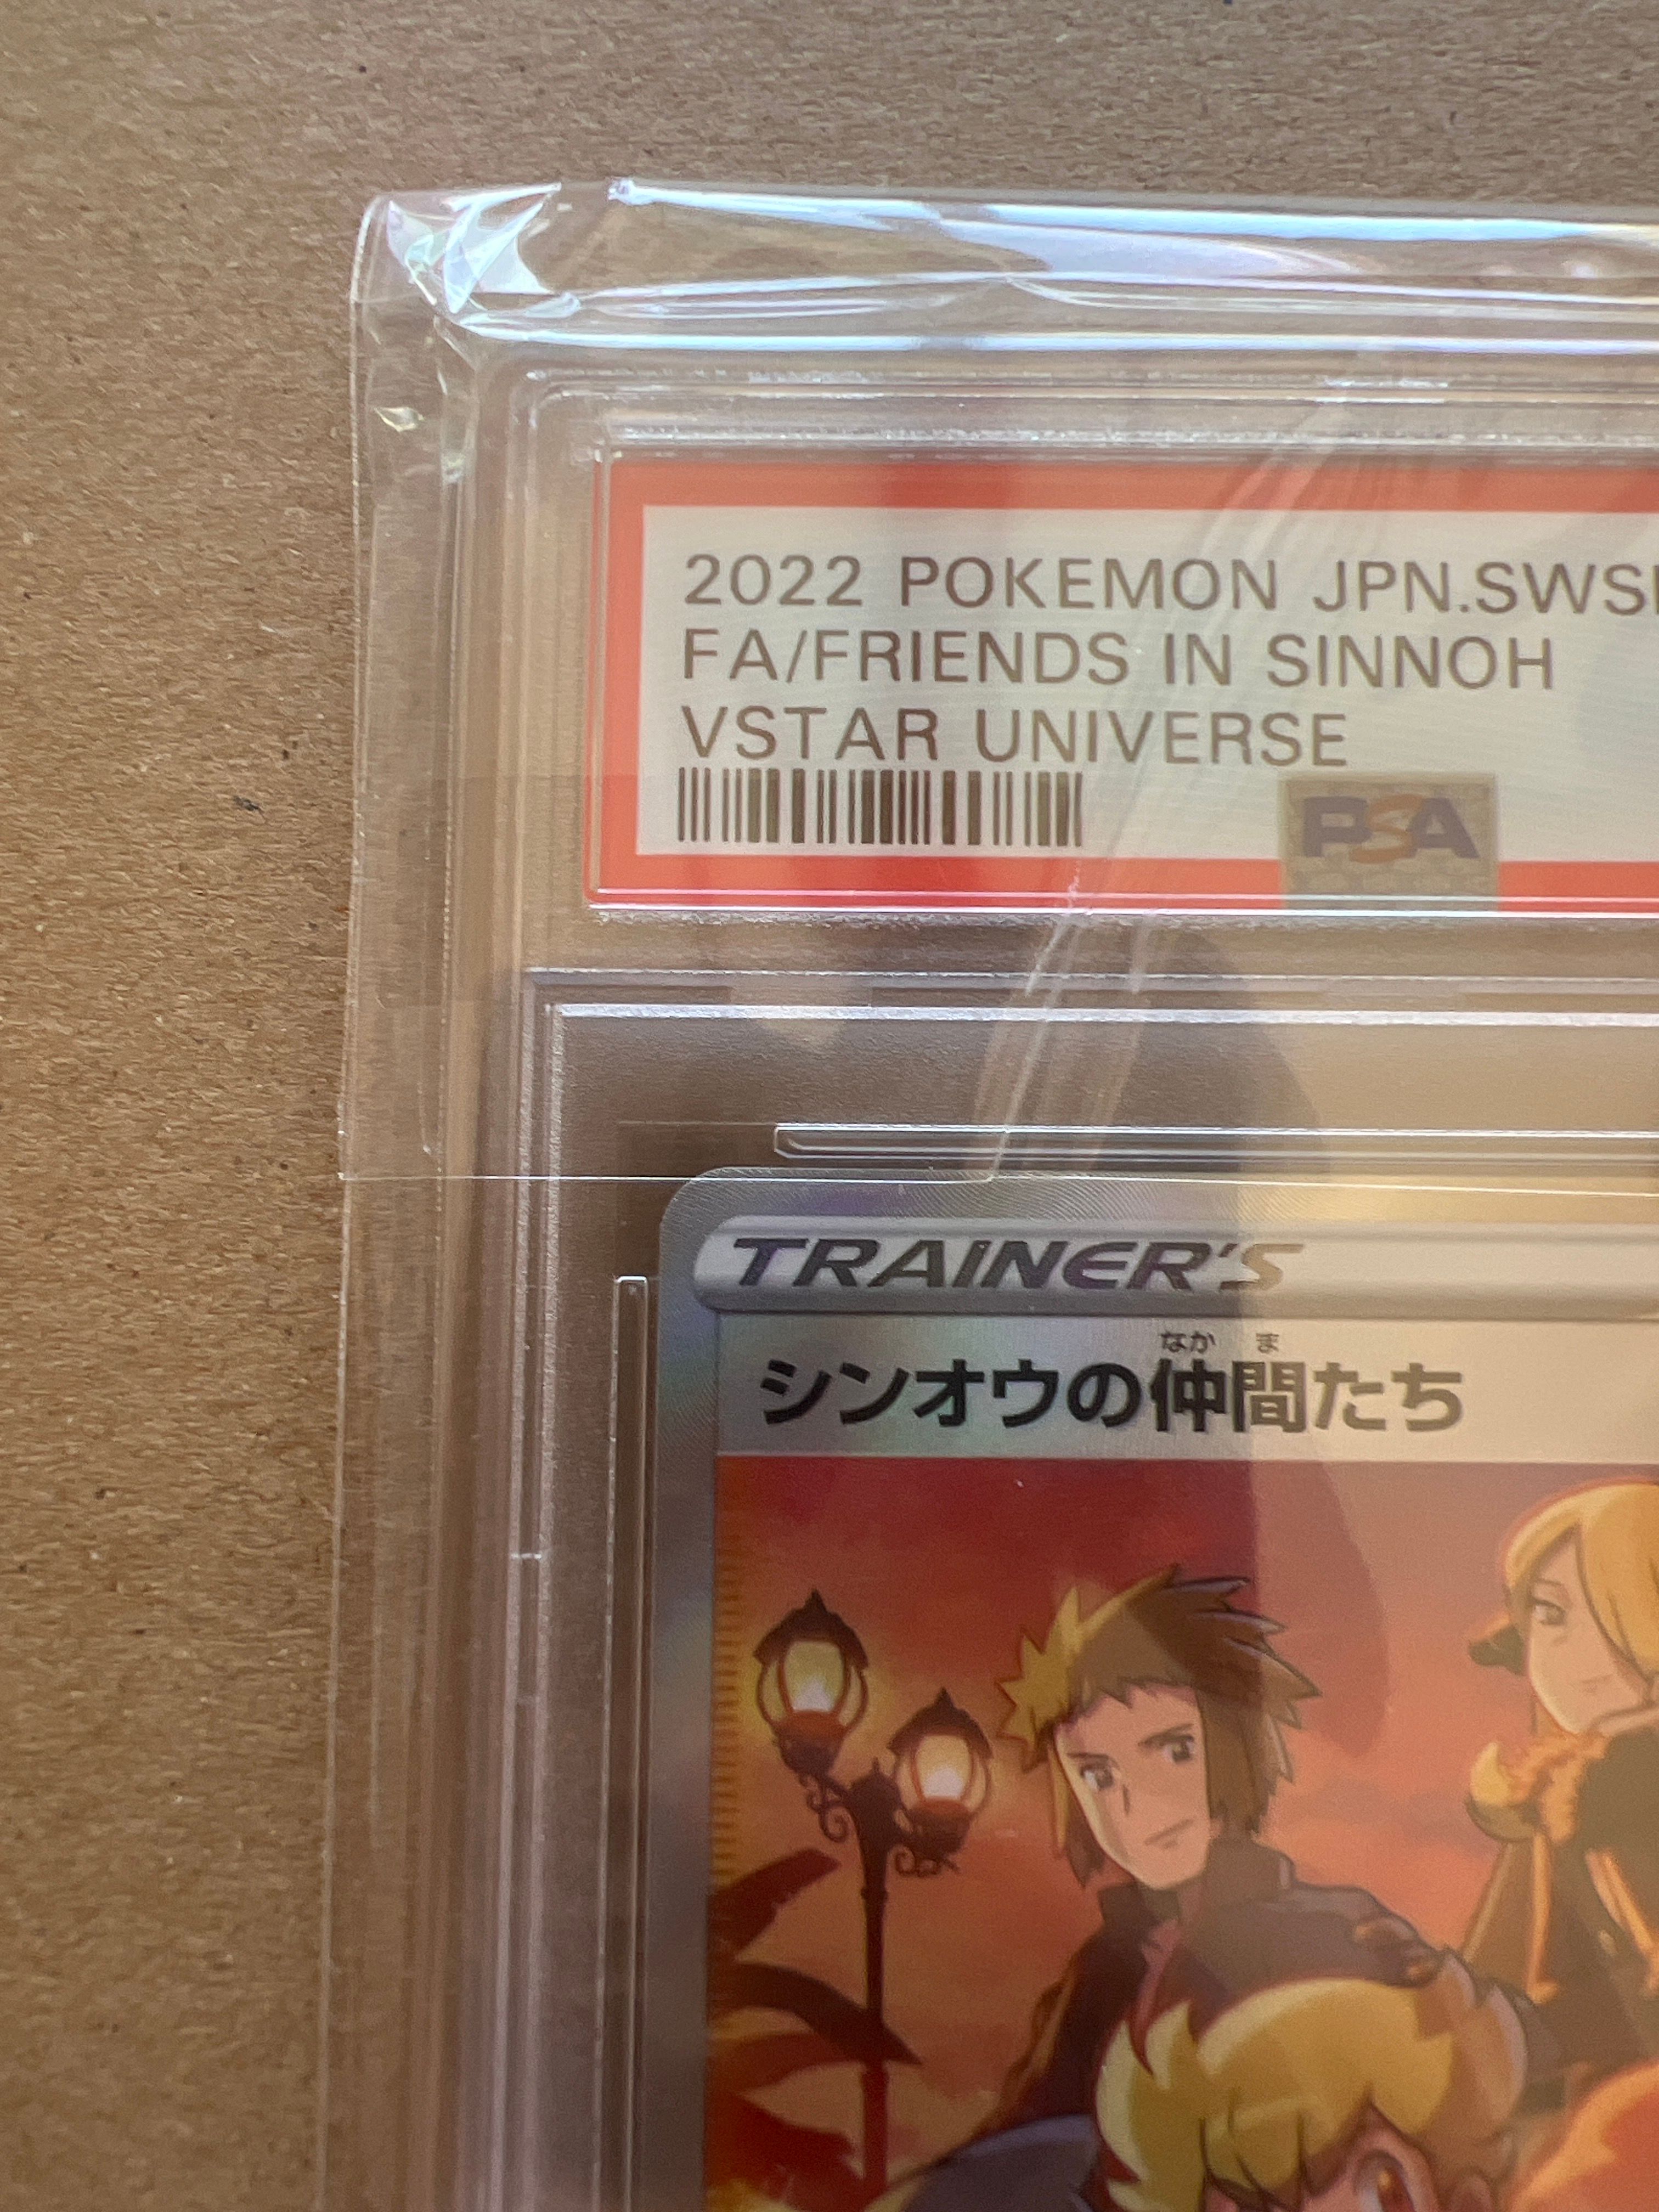 2022 POKEMON JPN.SWS
FA/FRIENDS IN SINNOH
VSTAR UNIVERSE
PSA
TRAINER'S
なか ま
シンオウの仲間たち